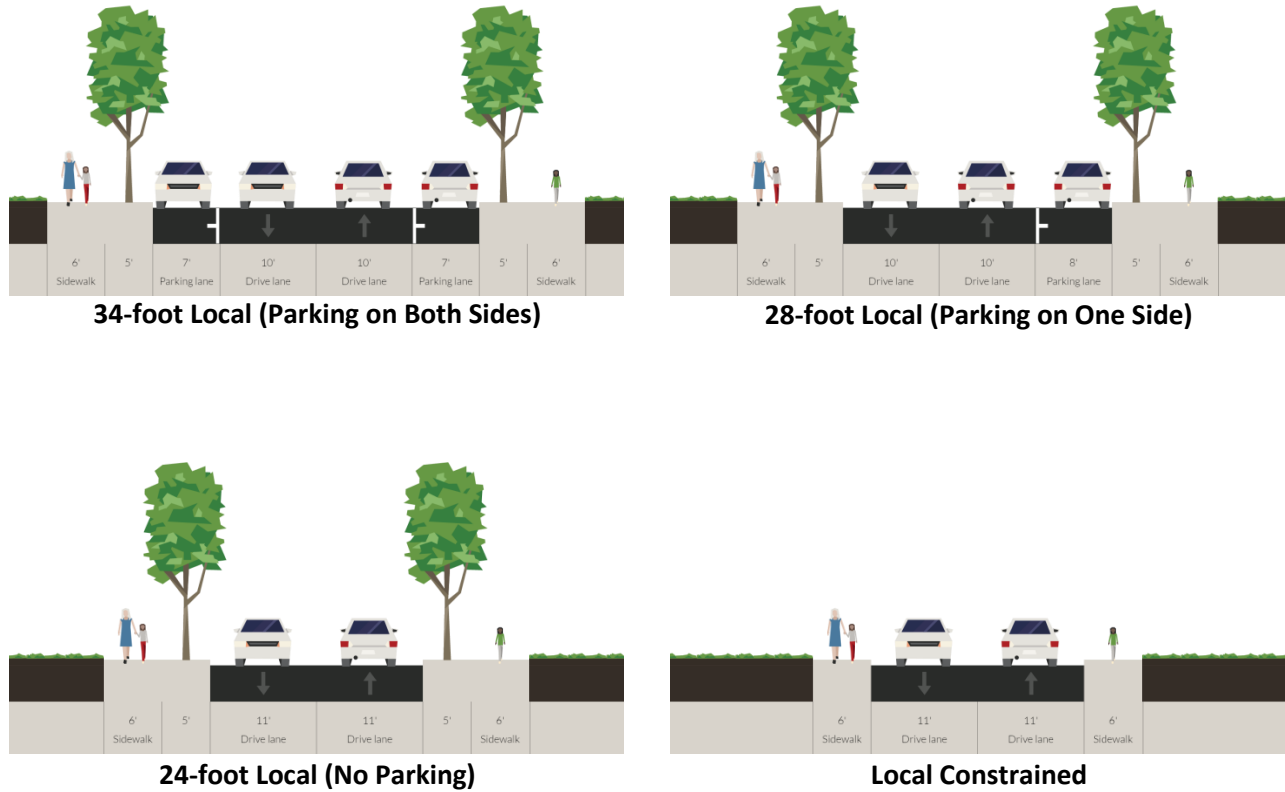 6' 5' 7' 10' 10' 7' 5' 6'
Sidewalk Parking lane Drive lane Drive lane Parking lane Sidewalk
34-foot Local (Parking on Both Sides)
6' 5' 10' 10' 8' 5' 6'
Sidewalk Drive lane Drive lane Parking lane Sidewalk
28-foot Local (Parking on One Side)
6' 5' 11' 11' 5' 6'
Sidewalk Drive lane Drive lane Sidewalk
24-foot Local (No Parking)
6' 11' 11' 6'
Sidewalk Drive lane Drive lane Sidewalk
Local Constrained